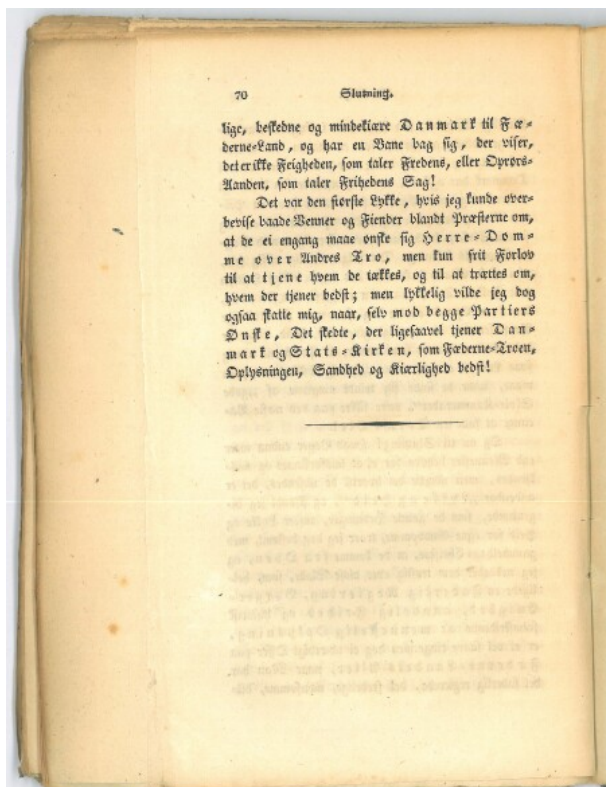 70 Slutning.
lige, beskedne og mindekiære Danmark til Fæ-
derne-Land, og har en Bane bag sig, der viser,
det er ikke Feigheden, som taler Fredens, eller Oprørs-
Aanden, som taler Frihedens Sag!
Det var den største Lykke, hvis jeg kunde over-
bevise baade Venner og Fiender blandt Præsterne om,
at de ei engang maae ønske sig Herre-Dom-
me over Andres Tro, men kun frit Forlov
til at tjene hvem de tækkes, og til at trættes om,
hvem der tjener bedst; men lykkelig vilde jeg dog
ogsaa skatte mig, naar, selv mod begge Partiers
Ønske, Det skedte, der ligesaavel tjener Dan-
mark og Stats-Kirken, som Fæderne-Troen,
Oplysningen, Sandhed og Kiærlighed bedst!